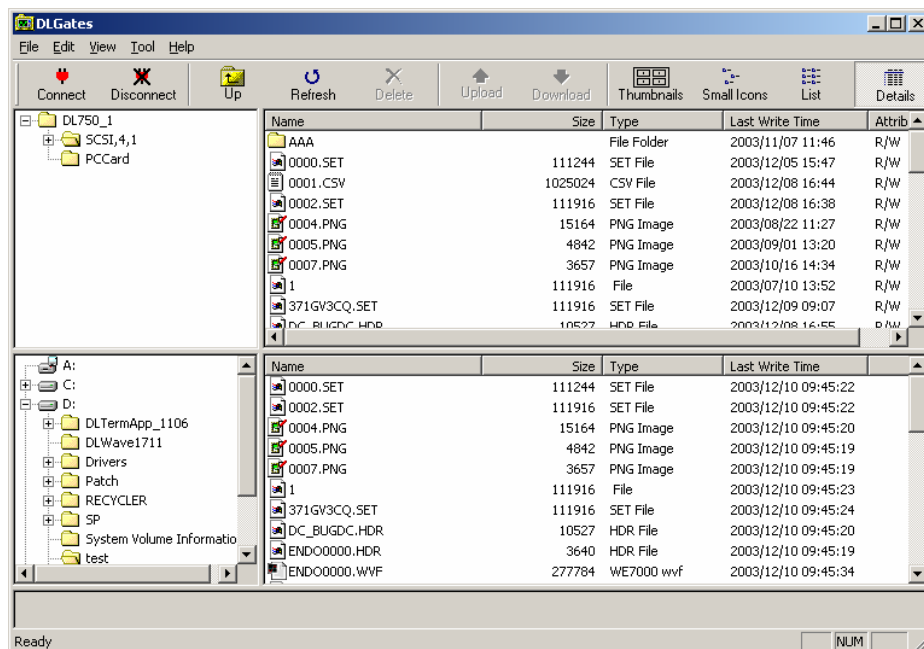 DLGates
File Edit View Tool Help
Connect Disconnect Up Refresh Delete Upload Download Thumbnails Small Icons List Details
DL750_1
SCSI,4,1
PCCard
Name Size Type Last Write Time Attrib
AAA File Folder 2003/11/07 11:46 R/W
0000.SET 111244 SET File 2003/12/05 15:47 R/W
0001.CSV 1025024 CSV File 2003/12/08 16:44 R/W
0002.SET 111916 SET File 2003/12/08 16:38 R/W
0004.PNG 15164 PNG Image 2003/08/22 11:27 R/W
0005.PNG 4842 PNG Image 2003/09/01 13:20 R/W
0007.PNG 3657 PNG Image 2003/10/16 14:34 R/W
1 111916 File 2003/07/10 13:52 R/W
371GV3CQ.SET 111916 SET File 2003/12/09 09:07 R/W
DC_BUGDC.HDR 10527 HDR File 2003/12/08 16:55 R/W
A:
C:
D:
DLTermApp_1106
DLWave1711
Drivers
Patch
RECYCLER
SP
System Volume Informatio
test
Name Size Type Last Write Time
0000.SET 111244 SET File 2003/12/10 09:45:22
0002.SET 111916 SET File 2003/12/10 09:45:22
0004.PNG 15164 PNG Image 2003/12/10 09:45:20
0005.PNG 4842 PNG Image 2003/12/10 09:45:19
0007.PNG 3657 PNG Image 2003/12/10 09:45:19
1 111916 File 2003/12/10 09:45:23
371GV3CQ.SET 111916 SET File 2003/12/10 09:45:24
DC_BUGDC.HDR 10527 HDR File 2003/12/10 09:45:20
ENDO0000.HDR 3640 HDR File 2003/12/10 09:45:19
ENDO0000.WVF 277784 WE7000 wvf 2003/12/10 09:45:34
Ready NUM